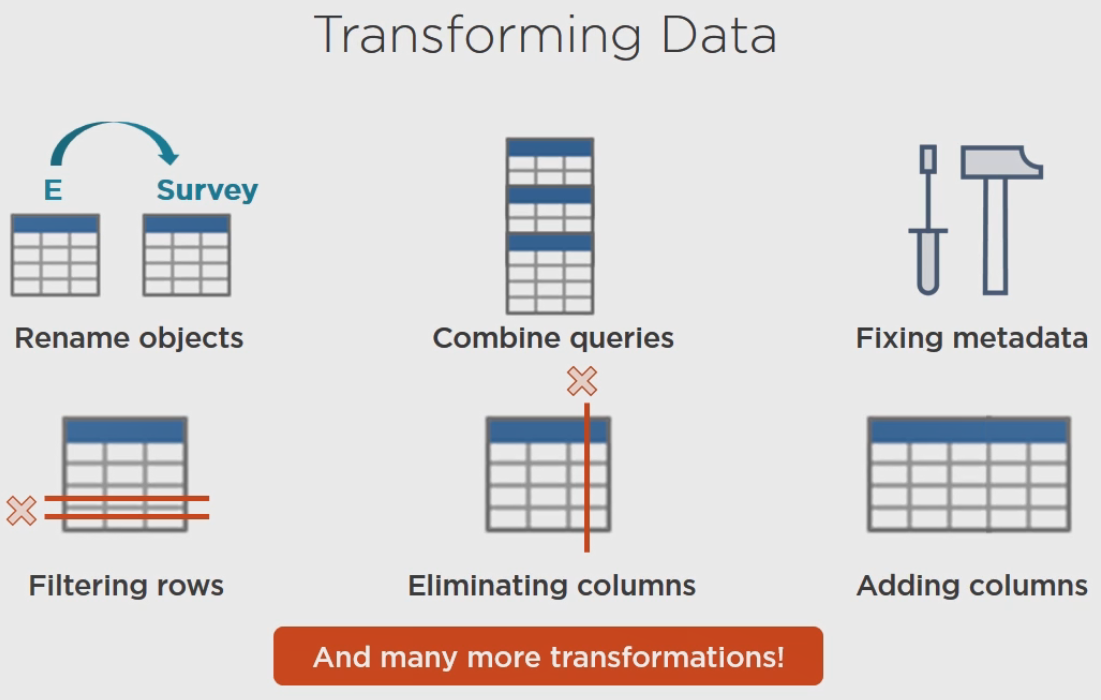 Transforming Data
E
Survey
Rename objects
Combine queries
Fixing metadata
Filtering rows
Eliminating columns
Adding columns
And many more transformations!